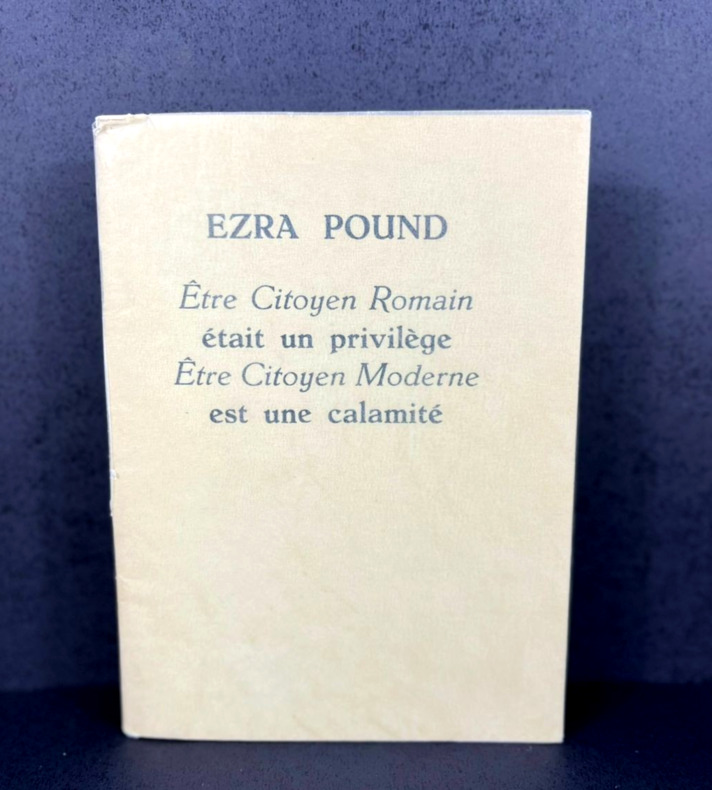 EZRA POUND
Être Citoyen Romain
était un privilège
Être Citoyen Moderne
est une calamité